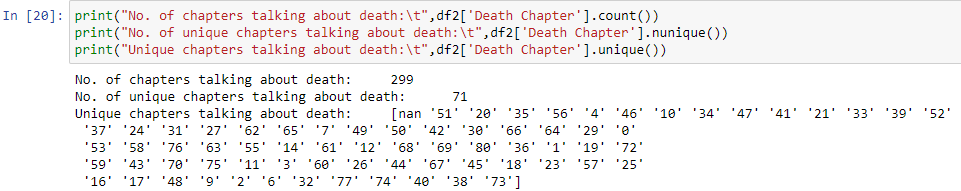 In [20]: print("No. of chapters talking about death:\t",df2['Death Chapter'].count())
print("No. of unique chapters talking about death:\t",df2['Death Chapter'].nunique())
print("Unique chapters talking about death:\t",df2['Death Chapter'].unique())
No. of chapters talking about death: 299
No. of unique chapters talking about death: 71
Unique chapters talking about death: [nan '51' '20' '35' '56' '4' '46' '10' '34' '47' '41' '21' '33' '39' '52'
'37' '24' '31' '27' '62' '65' '7' '49' '50' '42' '30' '66' '64' '29' '0'
'53' '58' '76' '63' '55' '14' '61' '12' '68' '69' '80' '36' '1' '19' '72'
'59' '43' '70' '75' '11' '3' '60' '26' '44' '67' '45' '18' '23' '57' '25'
'16' '17' '48' '9' '2' '6' '32' '77' '74' '40' '38' '73']